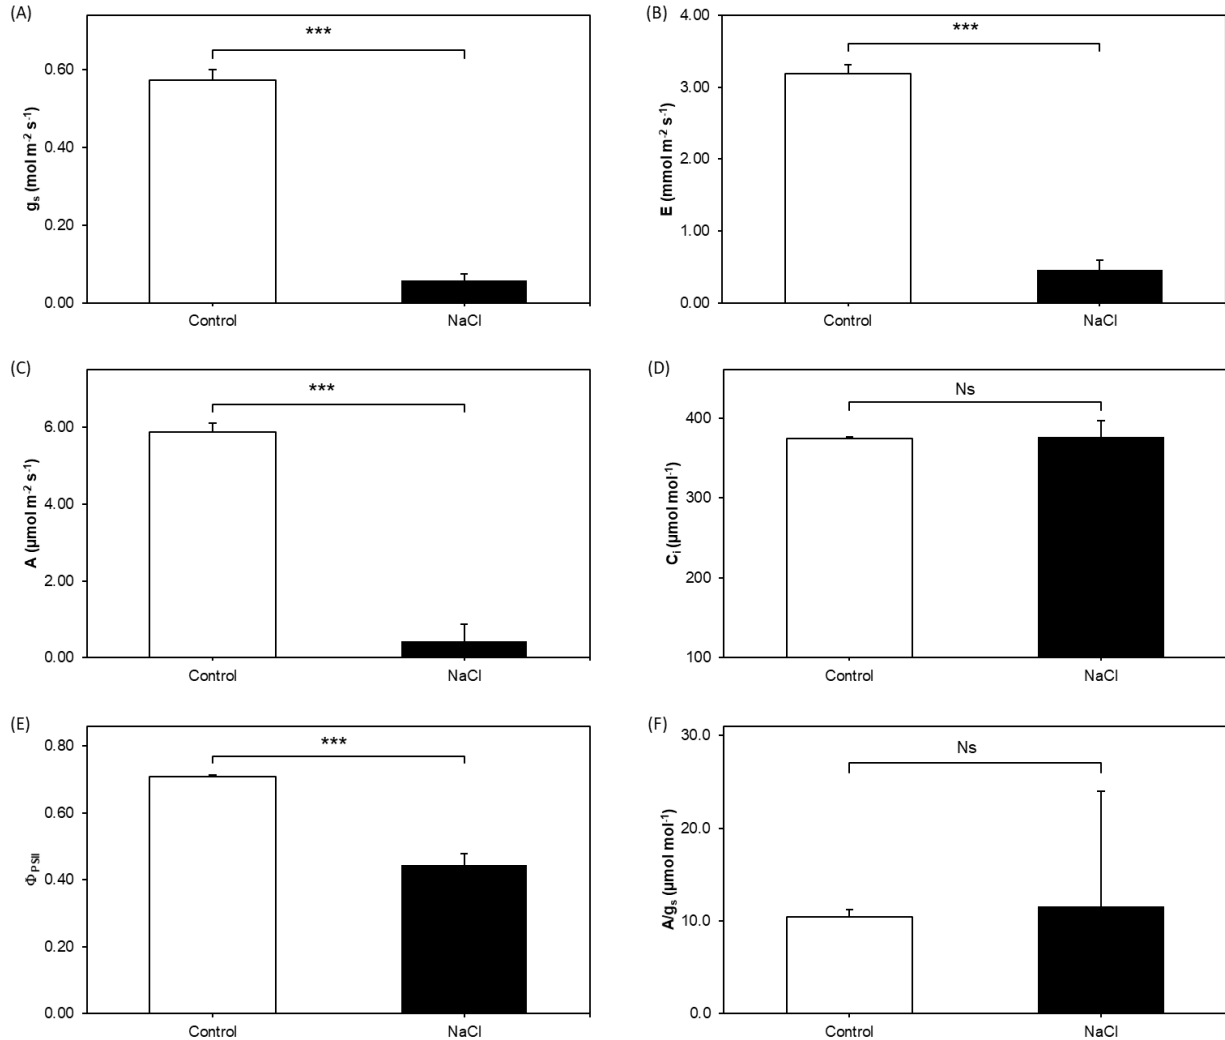 (A)
***
gₛ (mol m⁻² s⁻¹)
0.60
0.40
0.20
0.00
Control
NaCl
(B)
***
E (mmol m⁻² s⁻¹)
4.00
3.00
2.00
1.00
0.00
Control
NaCl
(C)
***
A (µmol m⁻² s⁻¹)
6.00
4.00
2.00
0.00
Control
NaCl
(D)
Ns
Cᵢ (µmol mol⁻¹)
400
300
200
100
Control
NaCl
(E)
***
ΦPSII
0.80
0.60
0.40
0.20
0.00
Control
NaCl
(F)
Ns
A/gₛ (µmol mol⁻¹)
30.0
20.0
10.0
0.0
Control
NaCl